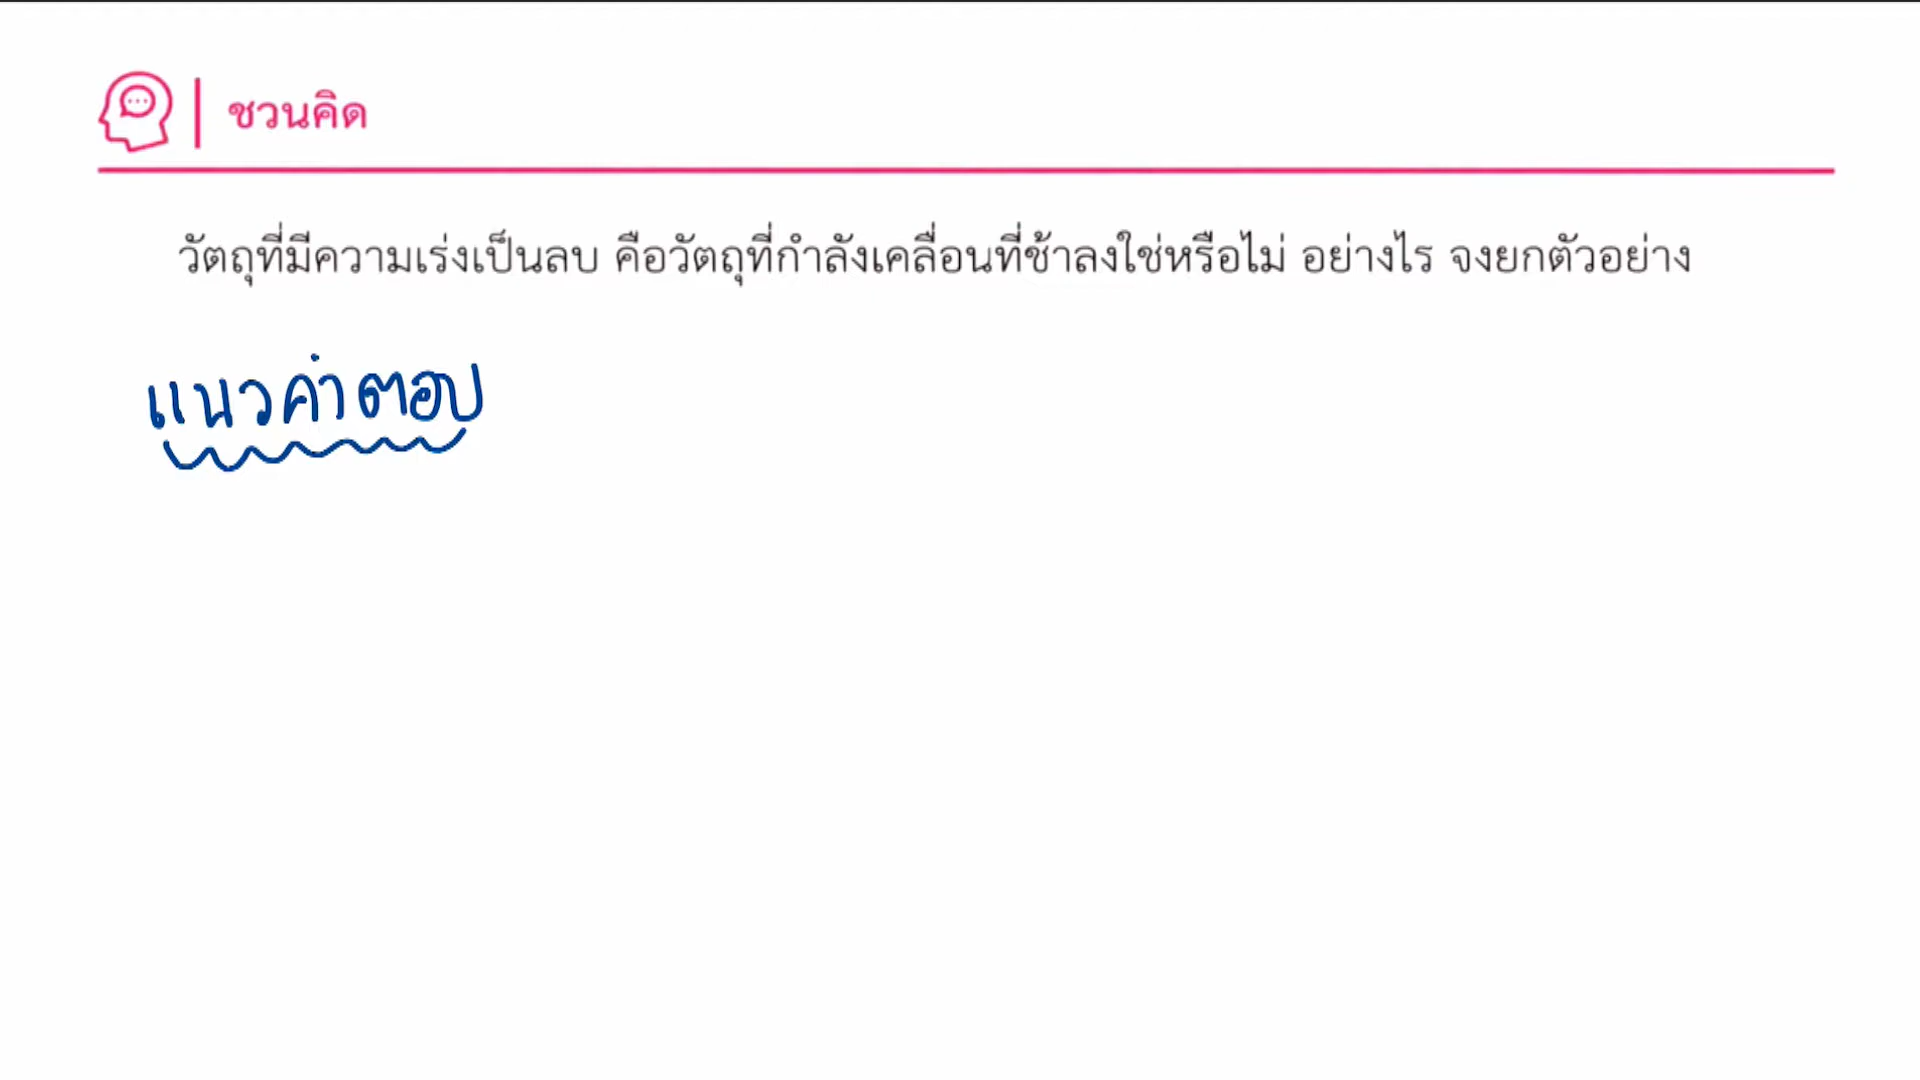 ชวนคิด
วัตถุที่มีความเร่งเป็นลบ คือวัตถุที่กำลังเคลื่อนที่ช้าลงใช่หรือไม่ อย่างไร จงยกตัวอย่าง
แนวคำตอบ